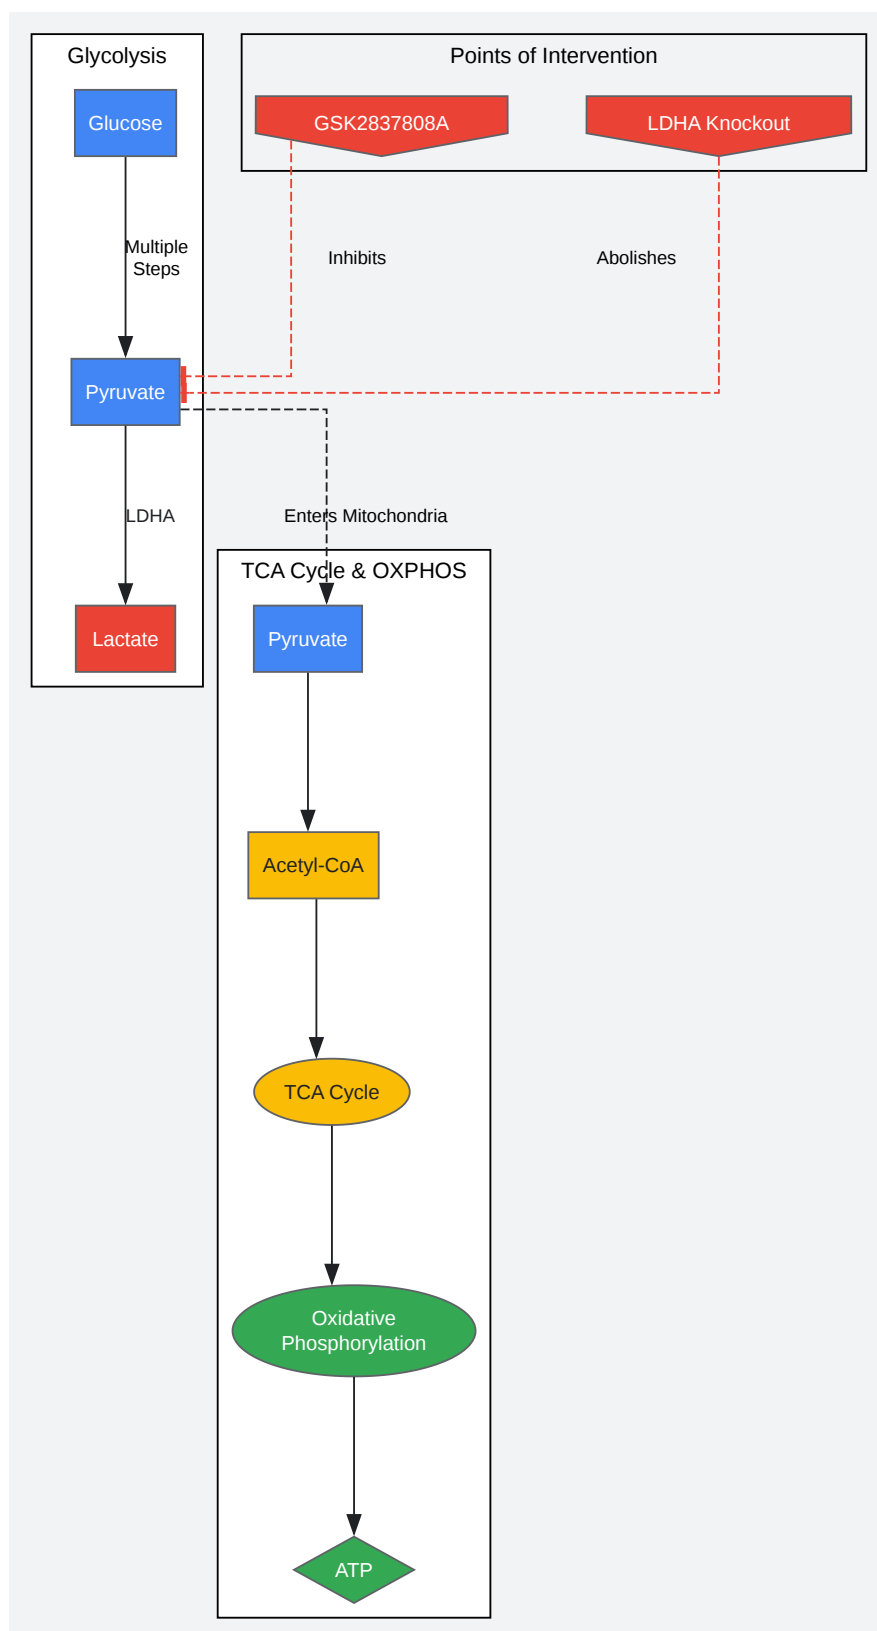 Glycolysis
Points of Intervention
Glucose
GSK2837808A
LDHA Knockout
Multiple
Steps
Inhibits
Abolishes
Pyruvate
LDHA
Enters Mitochondria
TCA Cycle & OXPHOS
Lactate
Pyruvate
Acetyl-CoA
TCA Cycle
Oxidative
Phosphorylation
ATP